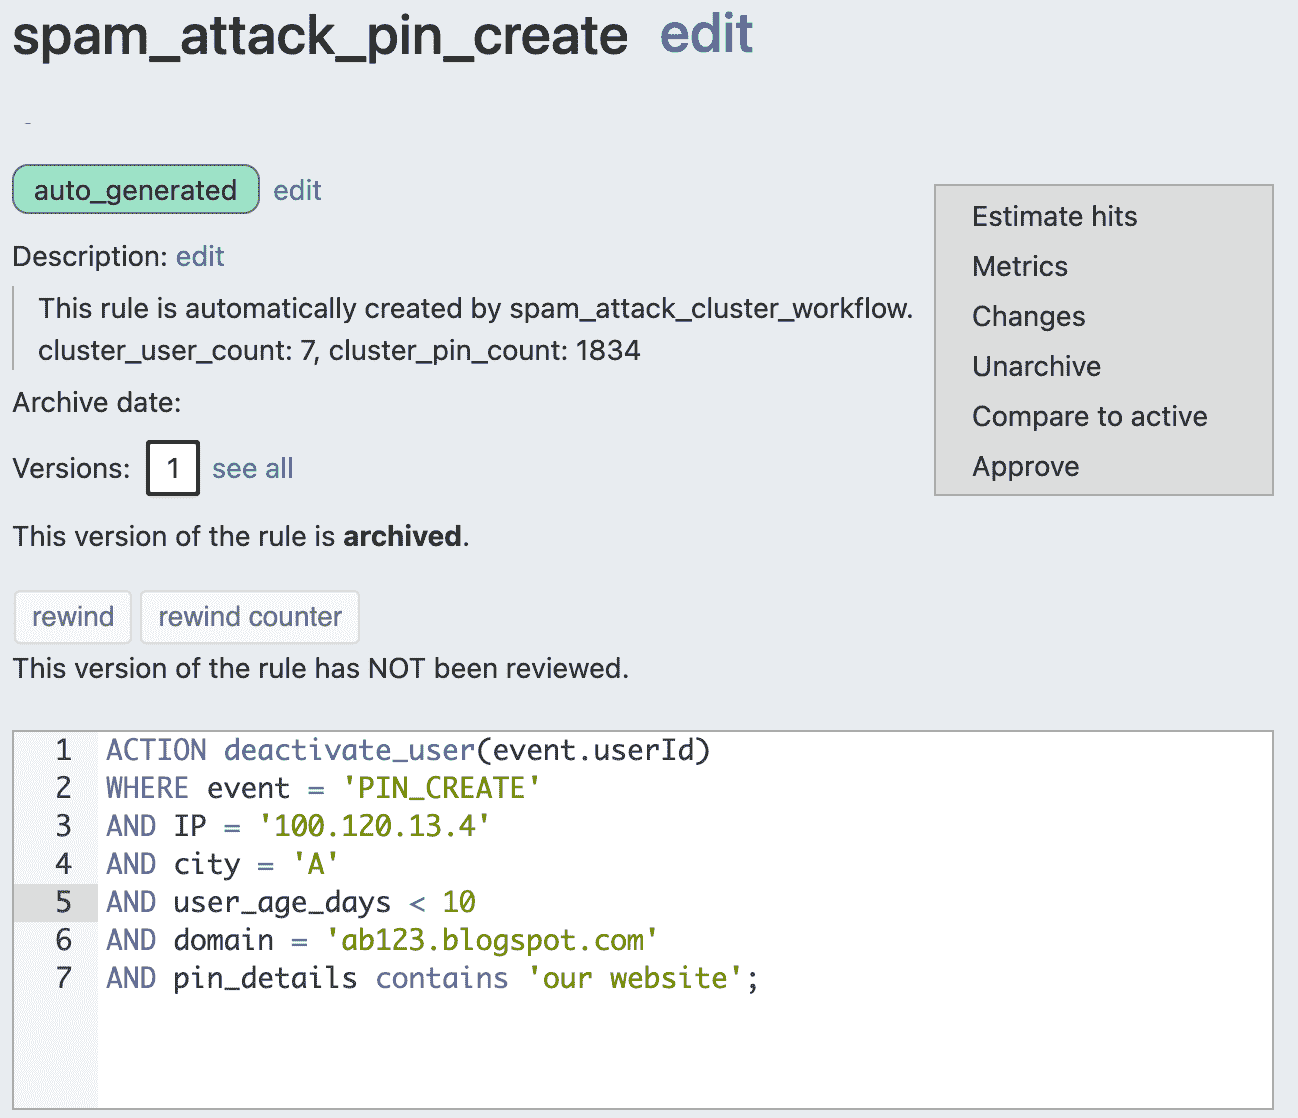 spam_attack_pin_create edit
-
auto_generated edit
Description: edit
This rule is automatically created by spam_attack_cluster_workflow.
cluster_user_count: 7, cluster_pin_count: 1834
Archive date:
Versions: 1 see all
This version of the rule is archived.
rewind rewind counter
This version of the rule has NOT been reviewed.
Estimate hits
Metrics
Changes
Unarchive
Compare to active
Approve
1 ACTION deactivate_user(event.userId)
2 WHERE event = 'PIN_CREATE'
3 AND IP = '100.120.13.4'
4 AND city = 'A'
5 AND user_age_days < 10
6 AND domain = 'ab123.blogspot.com'
7 AND pin_details contains 'our website';